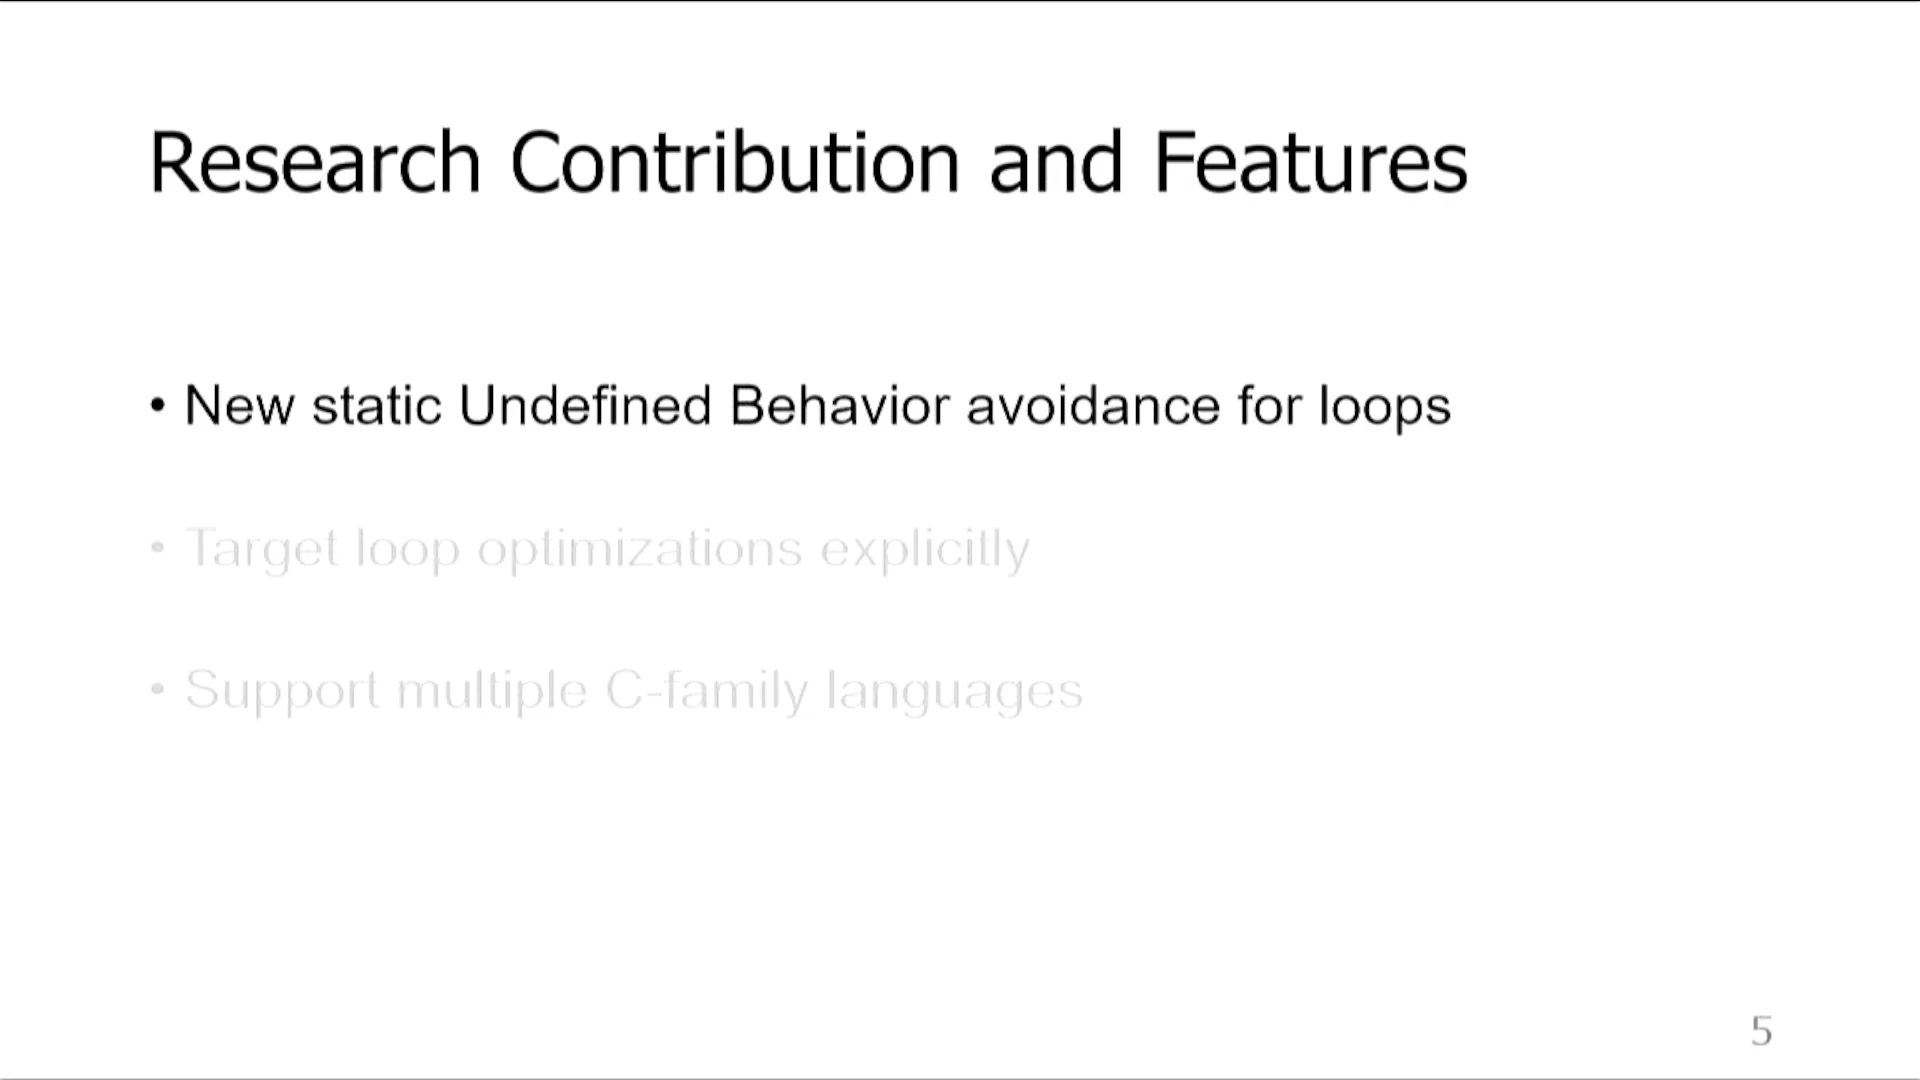 Research Contribution and Features
• New static Undefined Behavior avoidance for loops
• Target loop optimizations explicitly
• Support multiple C-family languages
5